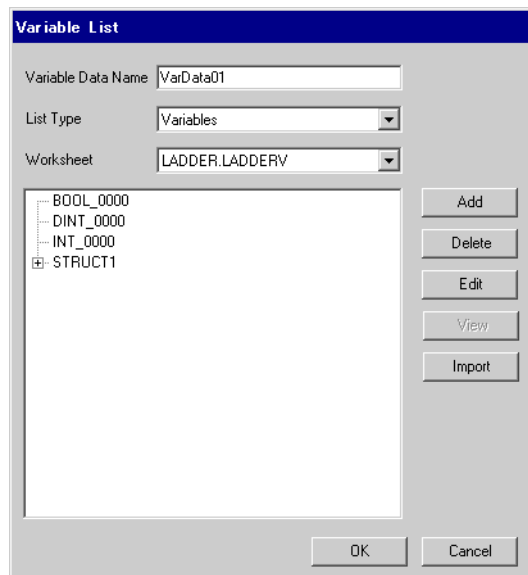 Variable List
Variable Data Name VarData01
List Type Variables
Worksheet LADDER.LADDERV
BOOL_0000
DINT_0000
INT_0000
STRUCT1
Add
Delete
Edit
View
Import
OK Cancel